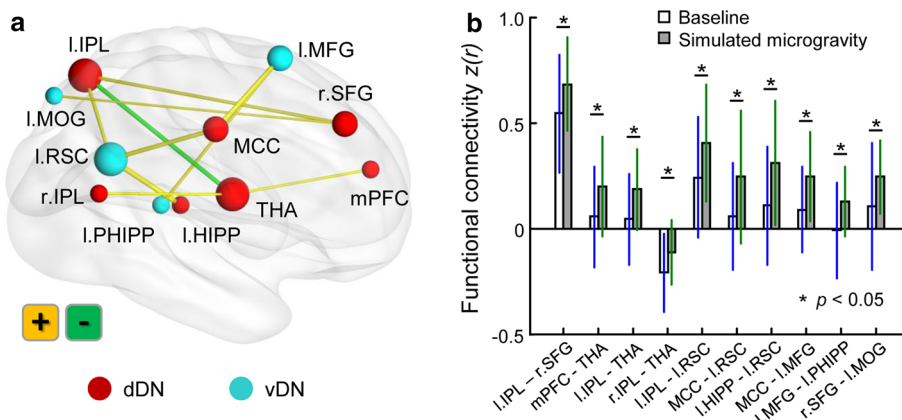 a
l.IPL
l.MFG
r.SFG
l.MOG
MCC
l.RSC
r.IPL
THA
mPFC
l.PHIPP
l.HIPP
+ -
dDN
vDN
b
Baseline
Simulated microgravity
Functional connectivity z(r)
1.0
0.5
0
-0.5
* * * * * * * * * *
* p < 0.05
l.IPL – r.SFG
mPFC - THA
l.IPL - THA
r.IPL - THA
l.IPL - l.RSC
MCC - l.RSC
l.HIPP - l.RSC
MCC - l.MFG
l.MFG - l.PHIPP
r.SFG - l.MOG